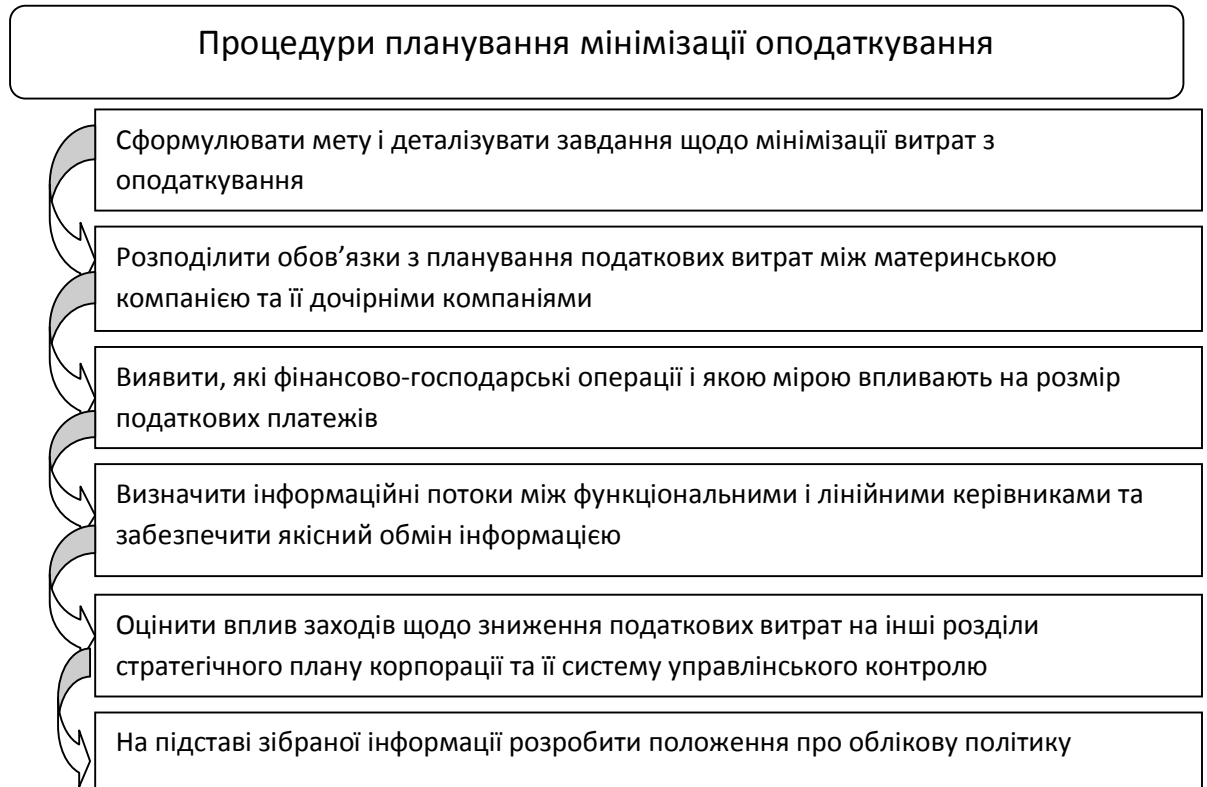 Процедури планування мінімізації оподаткування
Сформулювати мету і деталізувати завдання щодо мінімізації витрат з
оподаткування
Розподілити обов’язки з планування податкових витрат між материнською
компанією та її дочірніми компаніями
Виявити, які фінансово-господарські операції і якою мірою впливають на розмір
податкових платежів
Визначити інформаційні потоки між функціональними і лінійними керівниками та
забезпечити якісний обмін інформацією
Оцінити вплив заходів щодо зниження податкових витрат на інші розділи
стратегічного плану корпорації та її систему управлінського контролю
На підставі зібраної інформації розробити положення про облікову політику